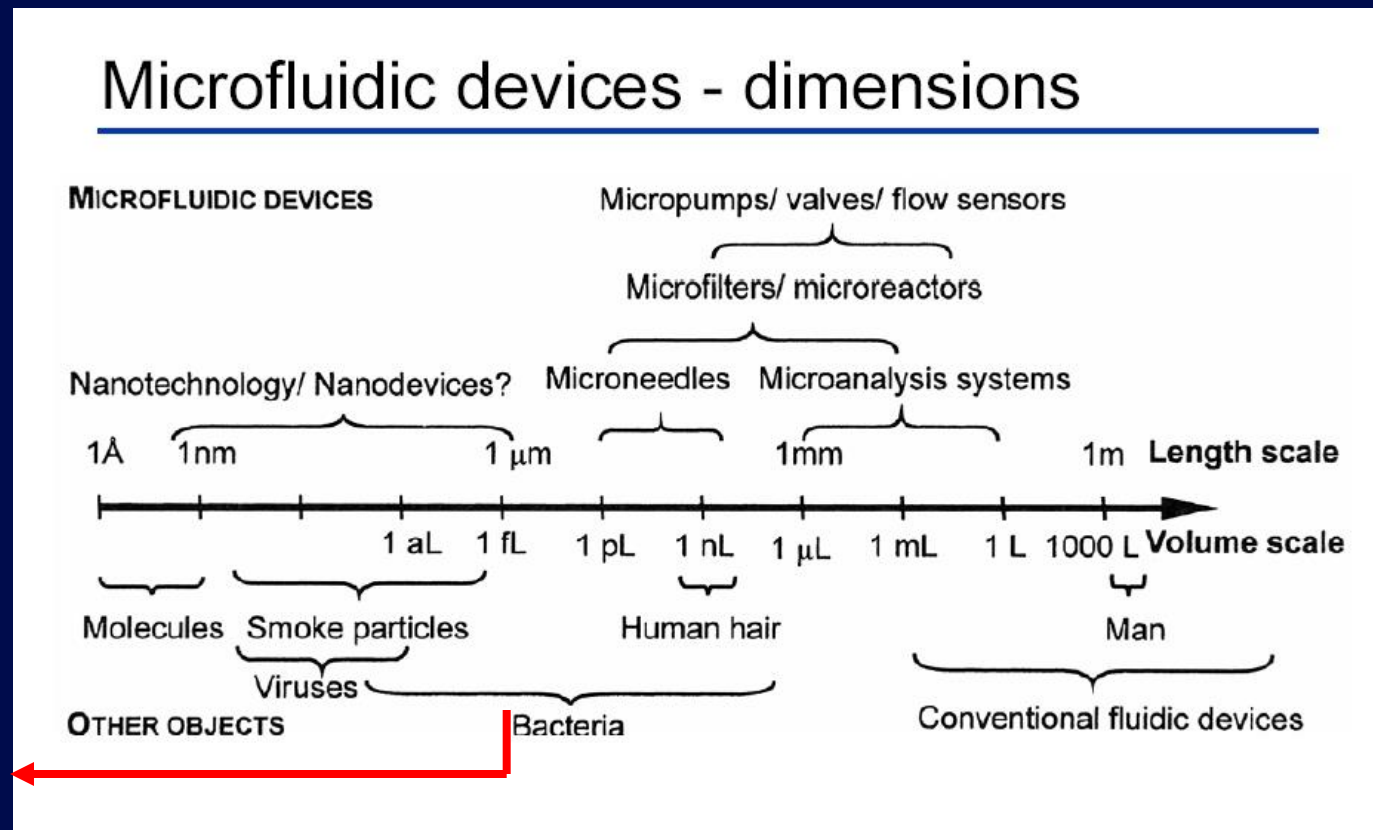 Microfluidic devices - dimensions
MICROFLUIDIC DEVICES
Micropumps/ valves/ flow sensors
Microfilters/ microreactors
Nanotechnology/ Nanodevices?
Microneedles
Microanalysis systems
1Å 1nm 1 μm 1mm 1m Length scale
1 aL 1 fL 1 pL 1 nL 1 μL 1 mL 1 L 1000 L Volume scale
Molecules Smoke particles Human hair Man
Viruses
OTHER OBJECTS Bacteria Conventional fluidic devices